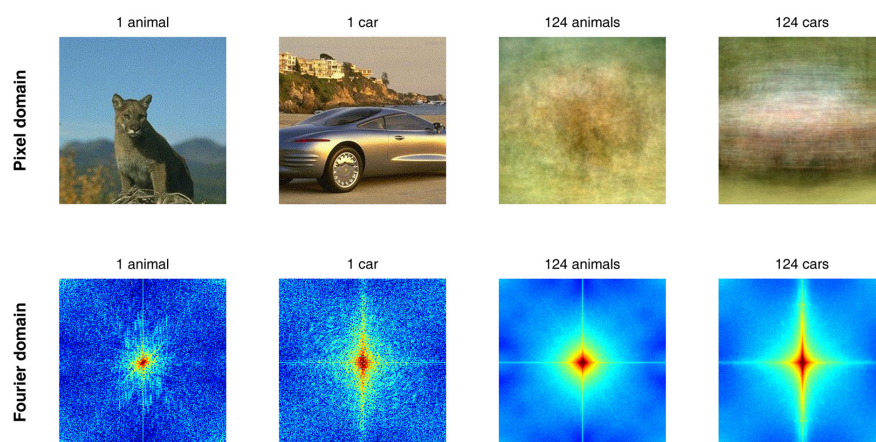 1 animal
1 car
124 animals
124 cars
Pixel domain
1 animal
1 car
124 animals
124 cars
Fourier domain